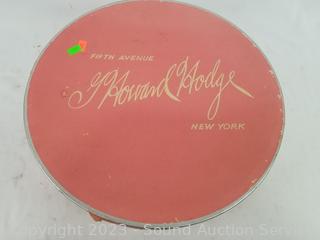 FIFTH AVENUE
G Howard Hodge
NEW YORK
Copyright 2023 - Sound Auction Service